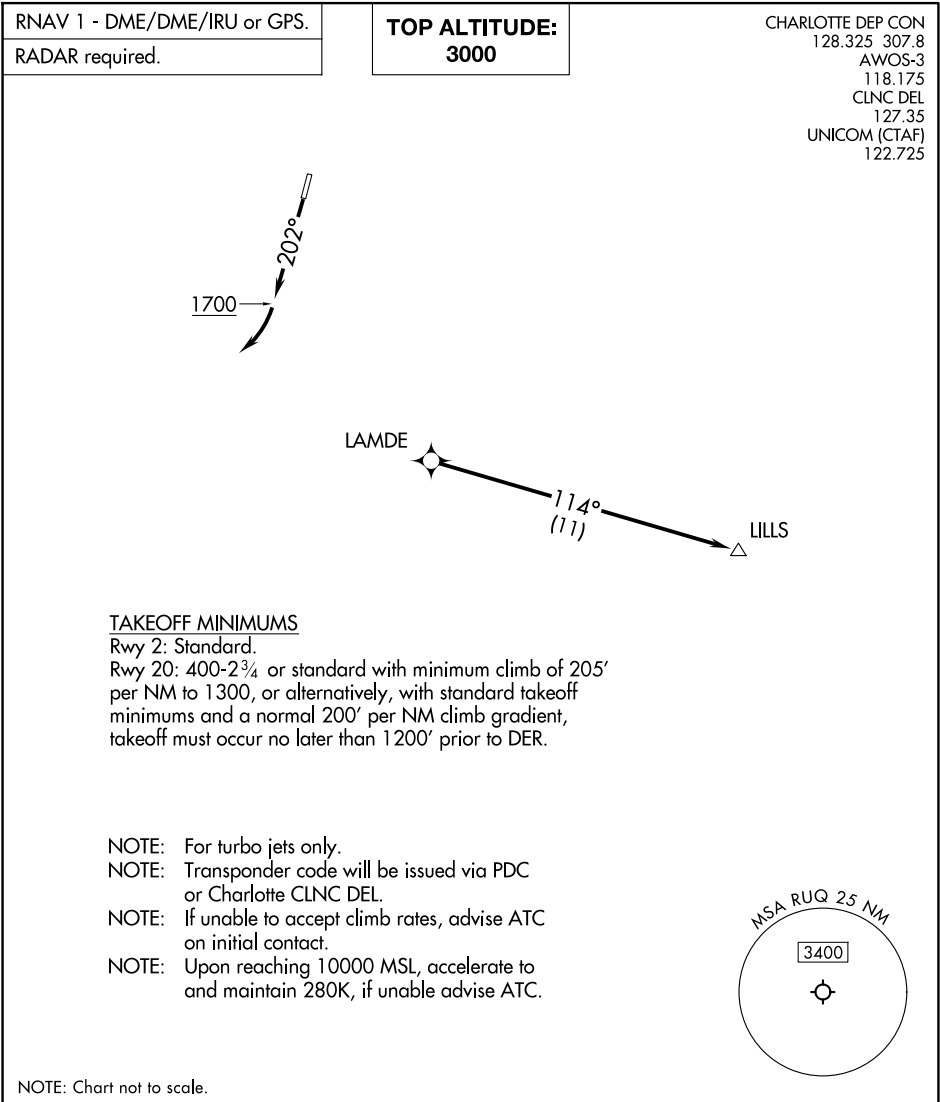 RNAV 1 - DME/DME/IRU or GPS.
RADAR required.
TOP ALTITUDE:
3000
CHARLOTTE DEP CON
128.325 307.8
AWOS-3
118.175
CLNC DEL
127.35
UNICOM (CTAF)
122.725
202°
1700
LAMDE
114°
(11)
LILLS
TAKEOFF MINIMUMS
Rwy 2: Standard.
Rwy 20: 400-2¾ or standard with minimum climb of 205'
per NM to 1300, or alternatively, with standard takeoff
minimums and a normal 200' per NM climb gradient,
takeoff must occur no later than 1200' prior to DER.
NOTE: For turbo jets only.
NOTE: Transponder code will be issued via PDC
or Charlotte CLNC DEL.
NOTE: If unable to accept climb rates, advise ATC
on initial contact.
NOTE: Upon reaching 10000 MSL, accelerate to
and maintain 280K, if unable advise ATC.
MSA RUQ 25 NM
3400
NOTE: Chart not to scale.